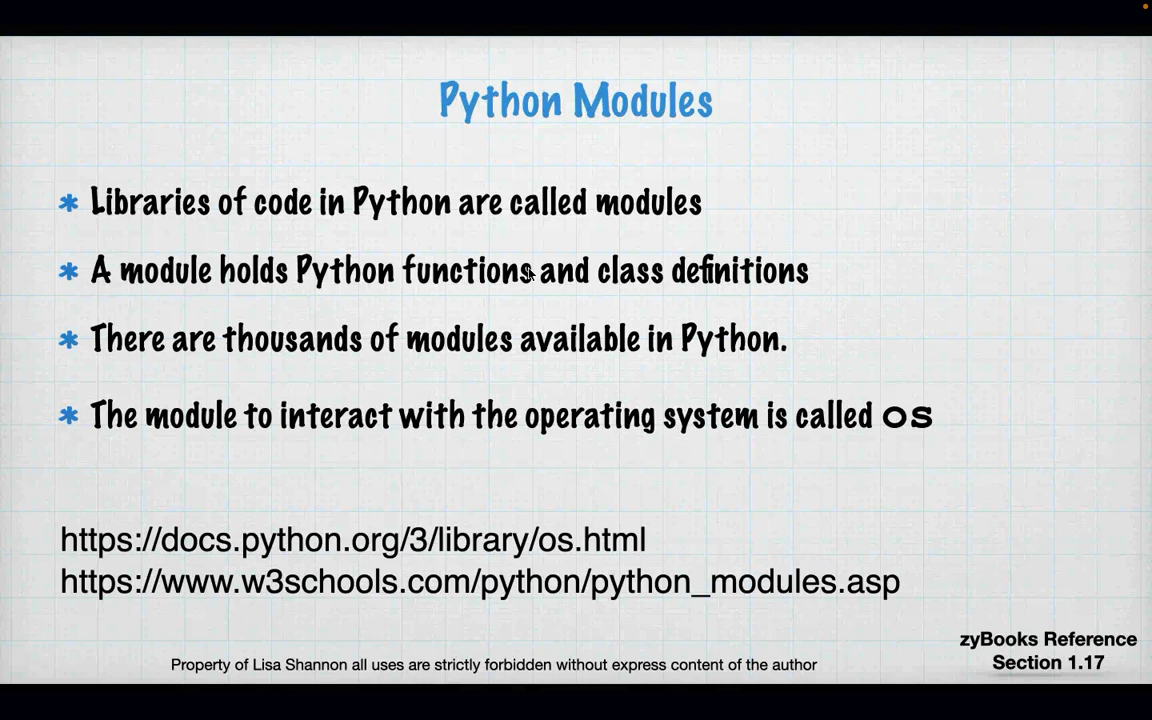 Python Modules
* Libraries of code in Python are called modules
* A module holds Python functions and class definitions
* There are thousands of modules available in Python.
* The module to interact with the operating system is called os
https://docs.python.org/3/library/os.html
https://www.w3schools.com/python/python_modules.asp
zyBooks Reference
Section 1.17
Property of Lisa Shannon all uses are strictly forbidden without express content of the author